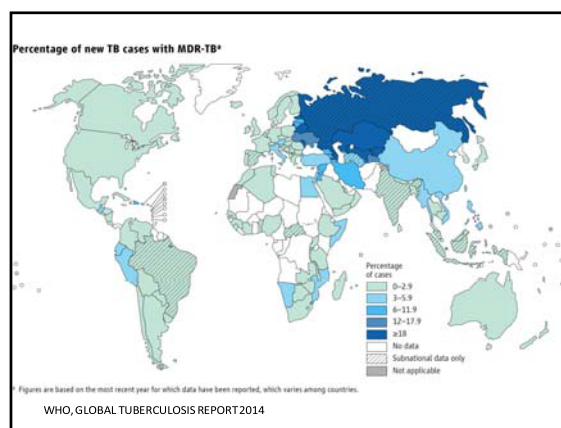 Percentage of new TB cases with MDR-TBᵃ
Percentage
of cases
0–2.9
3–5.9
6–11.9
12–17.9
≥18
No data
Subnational data only
Not applicable
ᵃ Figures are based on the most recent year for which data have been reported, which varies among countries.
WHO, GLOBAL TUBERCULOSIS REPORT2014